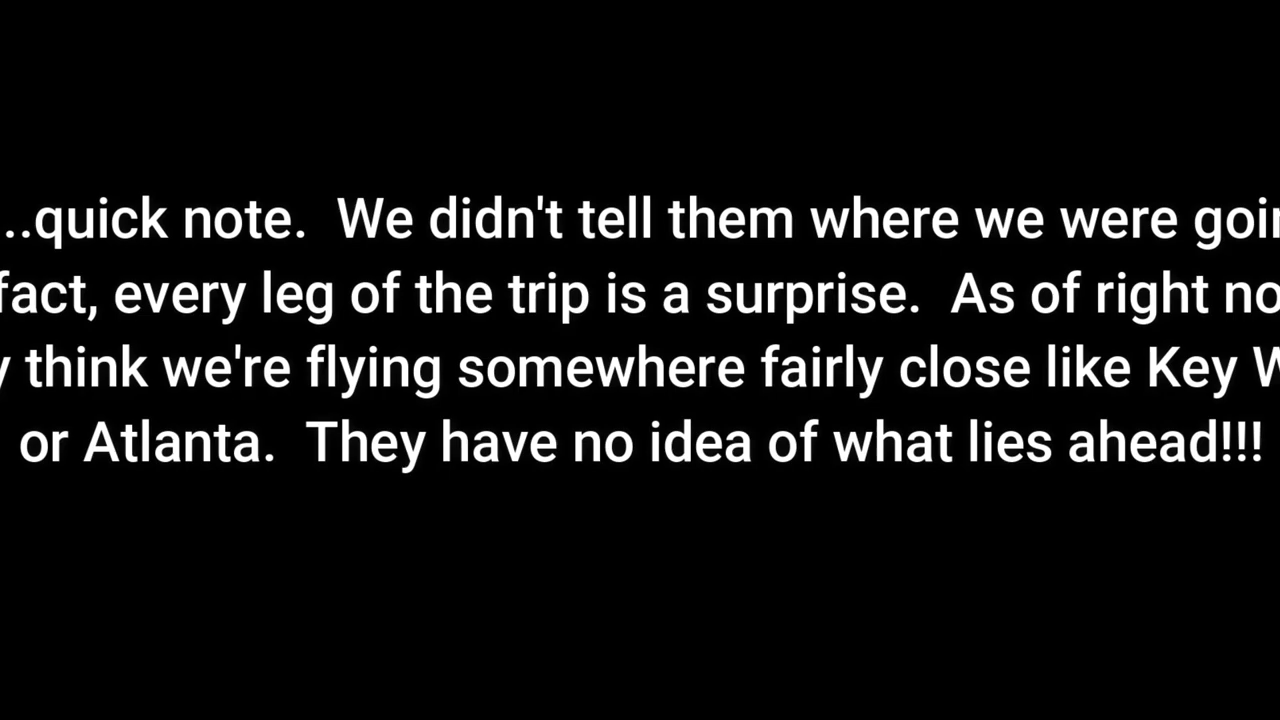 ..quick note. We didn't tell them where we were goi
fact, every leg of the trip is a surprise. As of right no
y think we're flying somewhere fairly close like Key W
or Atlanta. They have no idea of what lies ahead!!!